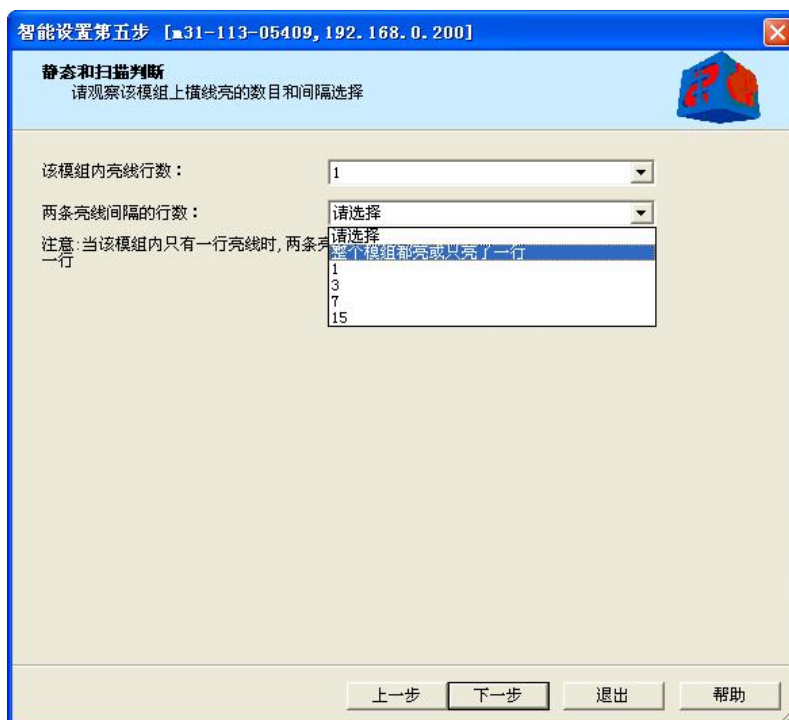 智能设置第五步 [m31-113-05409,192.168.0.200]
静态和扫描判断
请观察该模组上横线亮的数目和间隔选择
该模组内亮线行数：
1
两条亮线间隔的行数：
请选择
请选择
整个模组都亮或只亮了一行
1
3
7
15
注意:当该模组内只有一行亮线时,两条亮
一行
上一步
下一步
退出
帮助